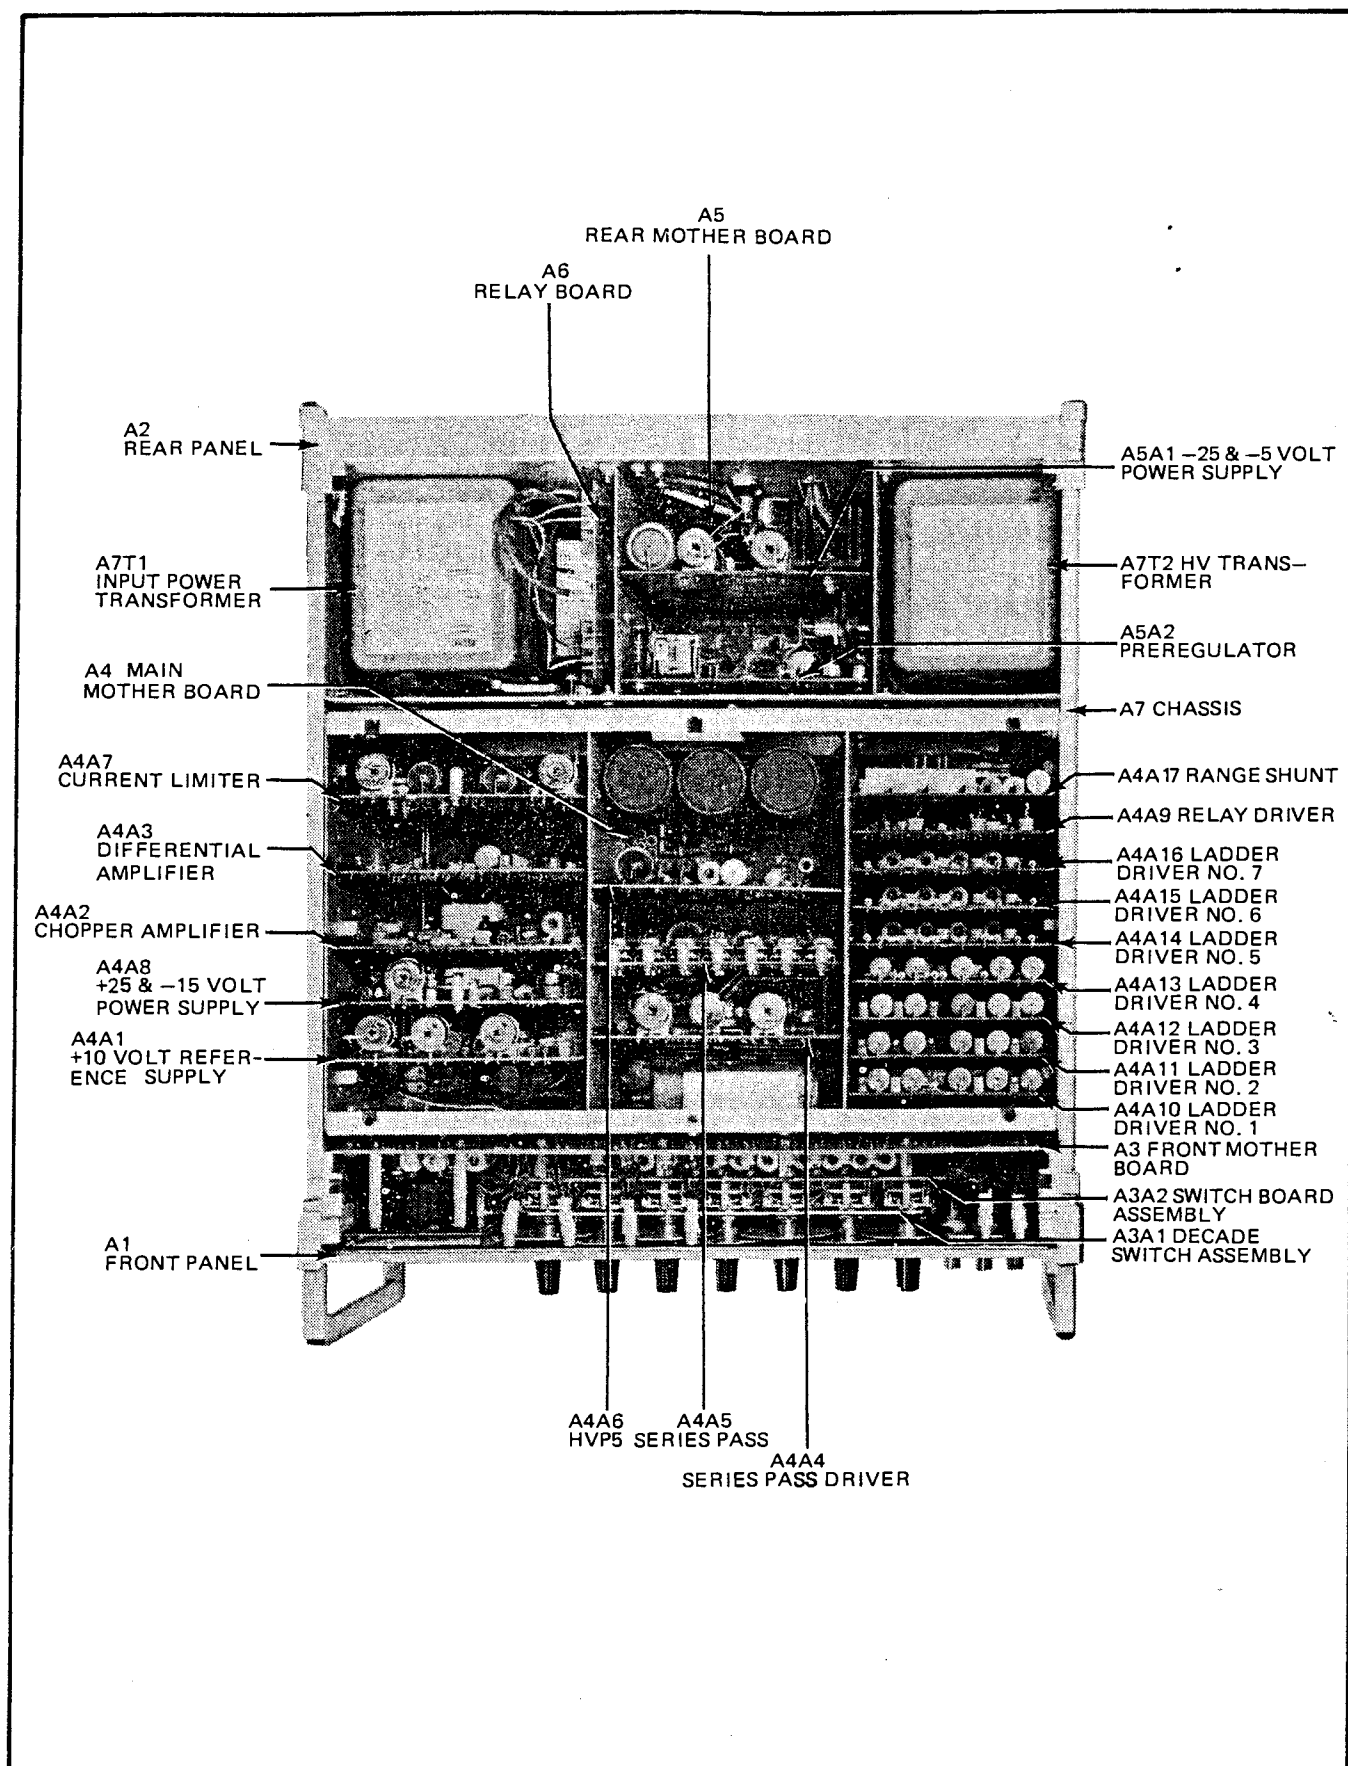 A5
REAR MOTHER BOARD
A6
RELAY BOARD
A2
REAR PANEL
A7T1
INPUT POWER
TRANSFORMER
A4 MAIN
MOTHER BOARD
A4A7
CURRENT LIMITER
A4A3
DIFFERENTIAL
AMPLIFIER
A4A2
CHOPPER AMPLIFIER
A4A8
+25 & –15 VOLT
POWER SUPPLY
A4A1
+10 VOLT REFER-
ENCE SUPPLY
A1
FRONT PANEL
A5A1 –25 & –5 VOLT
POWER SUPPLY
A7T2 HV TRANS–
FORMER
A5A2
PREREGULATOR
A7 CHASSIS
A4A17 RANGE SHUNT
A4A9 RELAY DRIVER
A4A16 LADDER
DRIVER NO. 7
A4A15 LADDER
DRIVER NO. 6
A4A14 LADDER
DRIVER NO. 5
A4A13 LADDER
DRIVER NO. 4
A4A12 LADDER
DRIVER NO. 3
A4A11 LADDER
DRIVER NO. 2
A4A10 LADDER
DRIVER NO. 1
A3 FRONT MOTHER
BOARD
A3A2 SWITCH BOARD
ASSEMBLY
A3A1 DECADE
SWITCH ASSEMBLY
A4A6 A4A5
HVP5 SERIES PASS
A4A4
SERIES PASS DRIVER